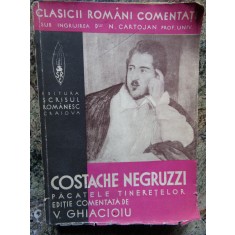 CLASICII ROMÂNI COMENTAȚI
SUB INGRIJIREA D-lui N. CARTOJAN PROF. UNIV.
EDITURA
SCRISUL
ROMÂNESC
CRAIOVA
COSTACHE NEGRUZZI
PĂCATELE TINEREȚELOR
EDIȚIE COMENTATĂ DE
V. GHIACIOIU